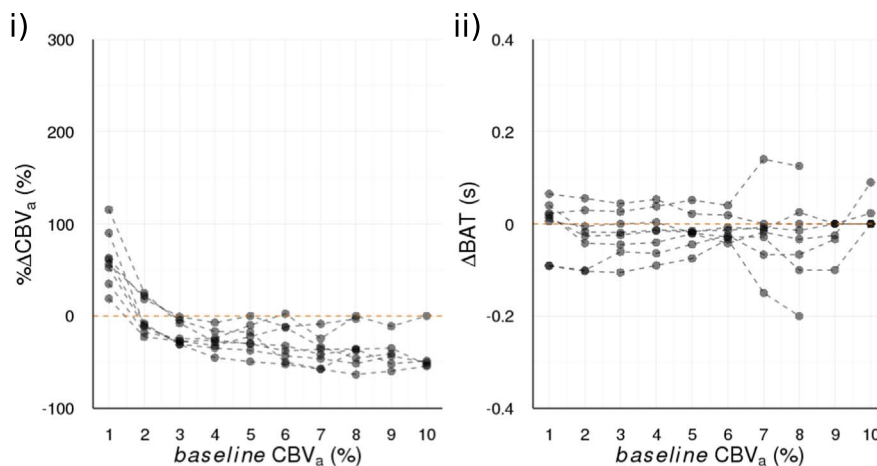 i)
300
200
100
0
-100
%ΔCBVa (%)
1 2 3 4 5 6 7 8 9 10
baseline CBVa (%)
ii)
0.4
0.2
0
-0.2
-0.4
ΔBAT (s)
1 2 3 4 5 6 7 8 9 10
baseline CBVa (%)